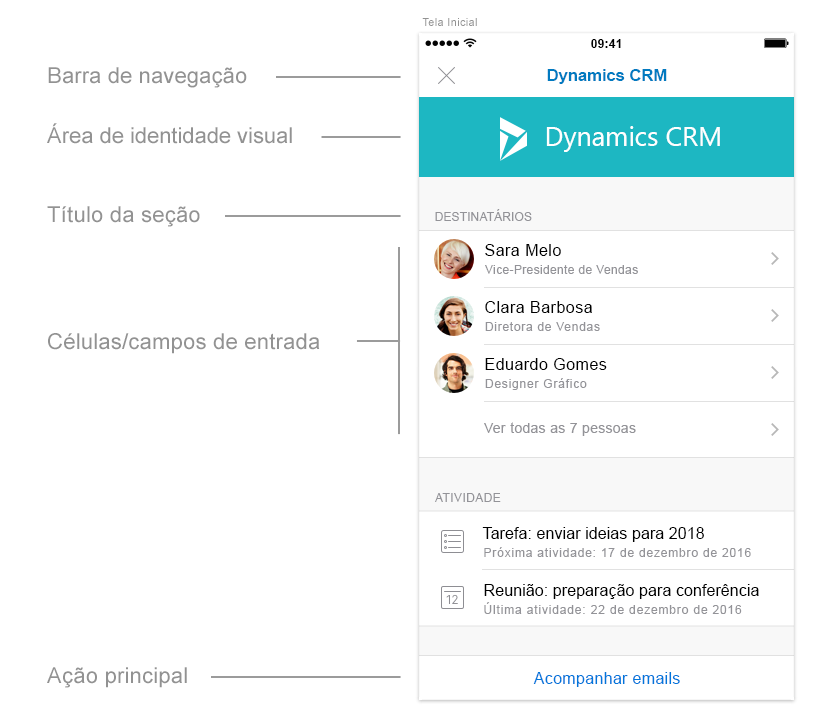 Tela Inicial
09:41
Barra de navegação
Dynamics CRM
Área de identidade visual
Dynamics CRM
Título da seção
DESTINATÁRIOS
Sara Melo
Vice-Presidente de Vendas
Clara Barbosa
Diretora de Vendas
Células/campos de entrada
Eduardo Gomes
Designer Gráfico
Ver todas as 7 pessoas
ATIVIDADE
Tarefa: enviar ideias para 2018
Próxima atividade: 17 de dezembro de 2016
12
Reunião: preparação para conferência
Última atividade: 22 de dezembro de 2016
Ação principal
Acompanhar emails